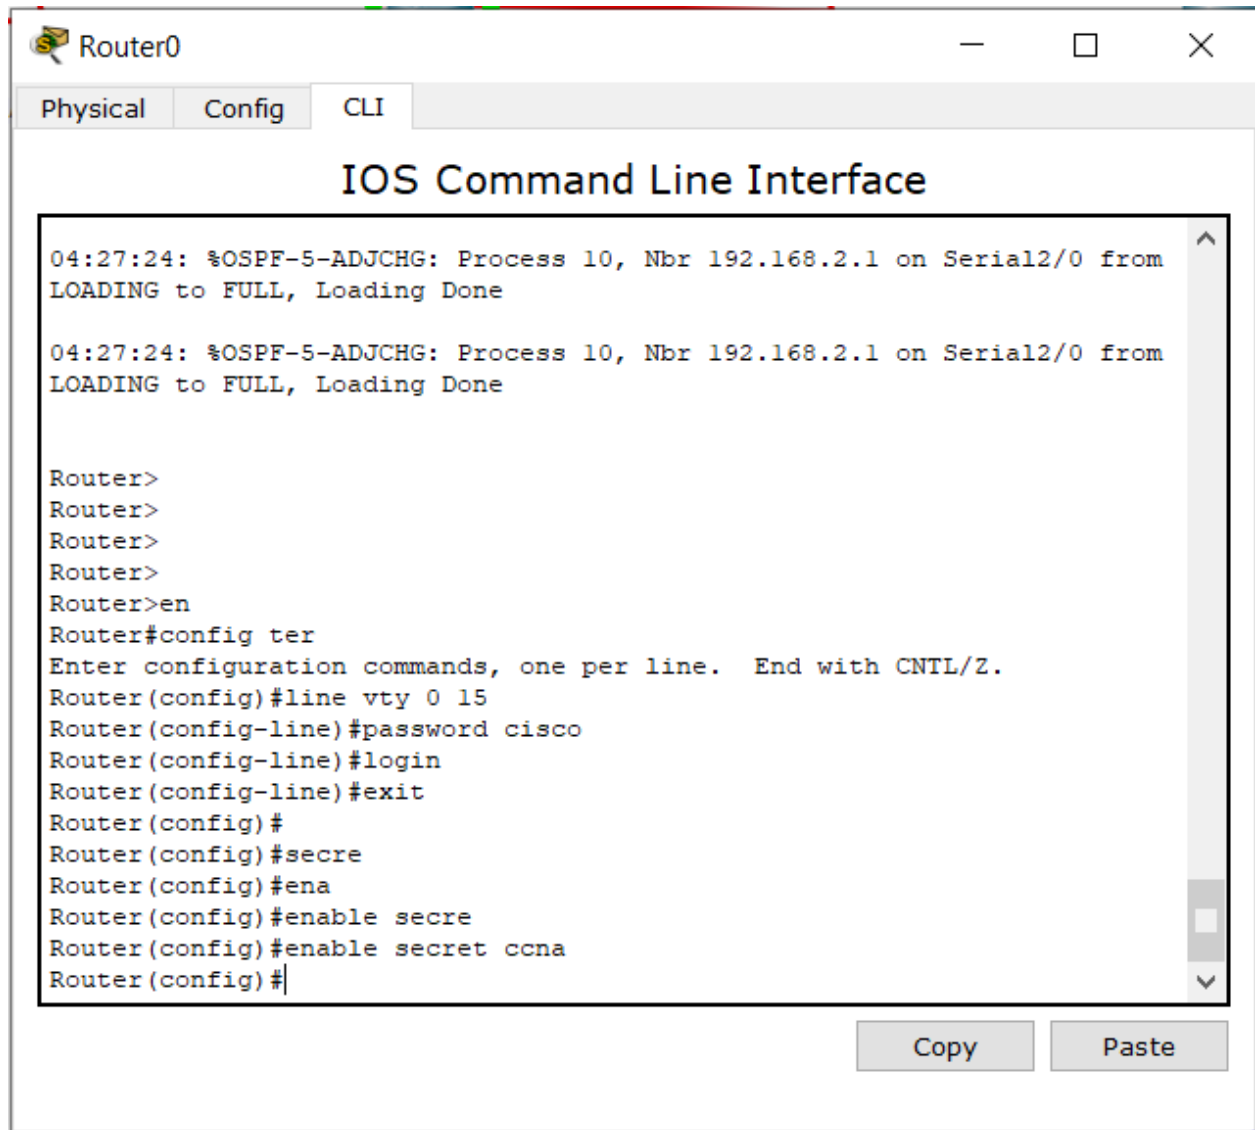 Router0
Physical Config CLI
IOS Command Line Interface
04:27:24: %OSPF-5-ADJCHG: Process 10, Nbr 192.168.2.1 on Serial2/0 from
LOADING to FULL, Loading Done
04:27:24: %OSPF-5-ADJCHG: Process 10, Nbr 192.168.2.1 on Serial2/0 from
LOADING to FULL, Loading Done
Router>
Router>
Router>
Router>
Router>en
Router#config ter
Enter configuration commands, one per line.  End with CNTL/Z.
Router(config)#line vty 0 15
Router(config-line)#password cisco
Router(config-line)#login
Router(config-line)#exit
Router(config)#
Router(config)#secre
Router(config)#ena
Router(config)#enable secre
Router(config)#enable secret ccna
Router(config)#
Copy Paste